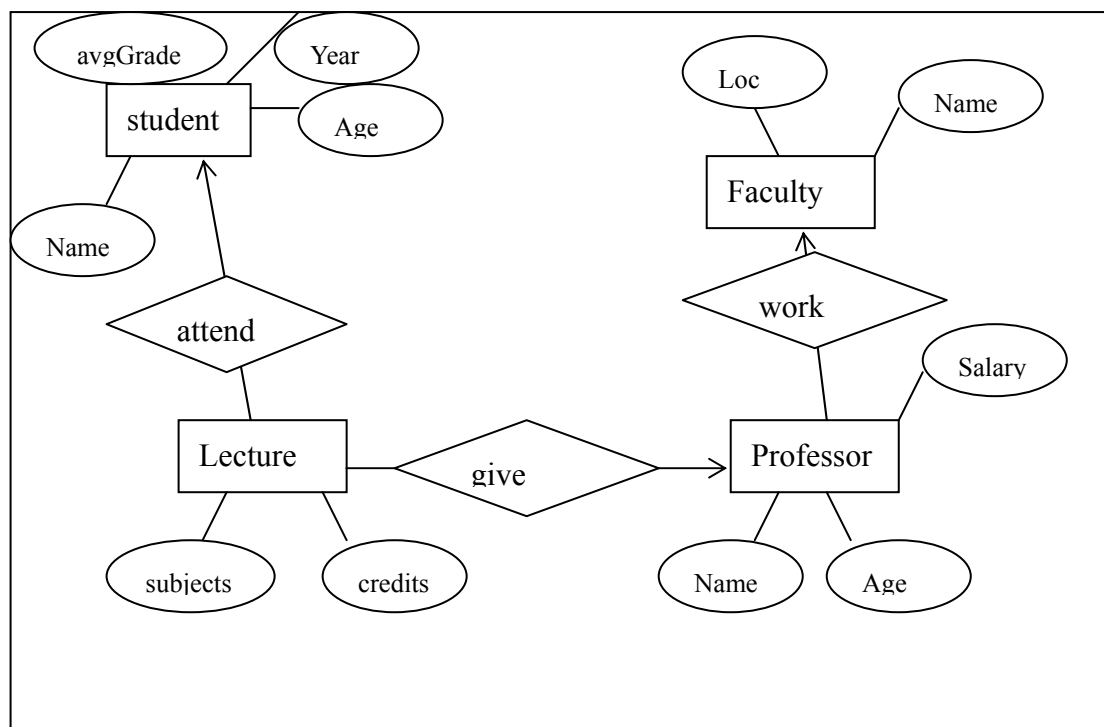 avgGrade
Year
Loc
Name
student
Age
Faculty
Name
attend
work
Salary
Lecture
give
Professor
subjects
credits
Name
Age